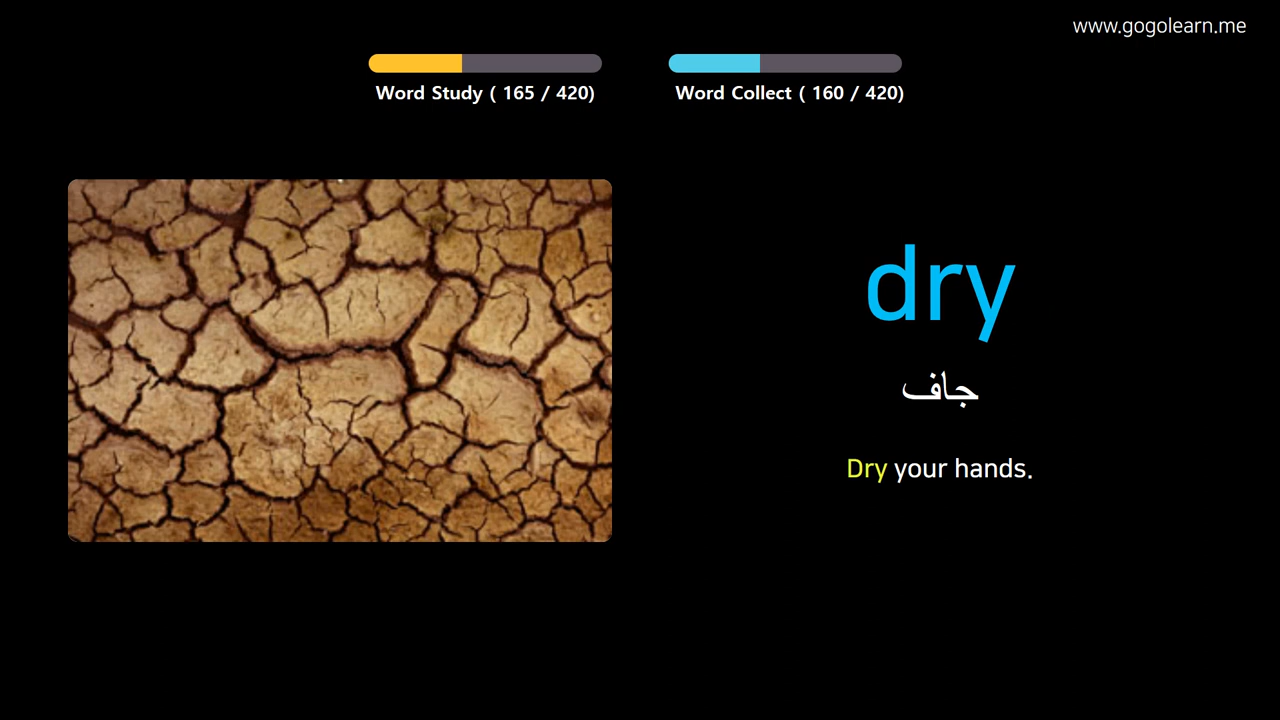 www.gogolearn.me
Word Study ( 165 / 420)
Word Collect ( 160 / 420)
dry
جاف
Dry your hands.